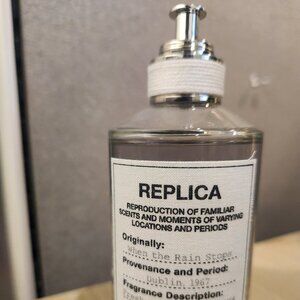 REPLICA
REPRODUCTION OF FAMILIAR
SCENTS AND MOMENTS OF VARYING
LOCATIONS AND PERIODS
Originally:
When the Rain Stops
Provenance and Period:
Dublin, 1967
Fragrance Description: